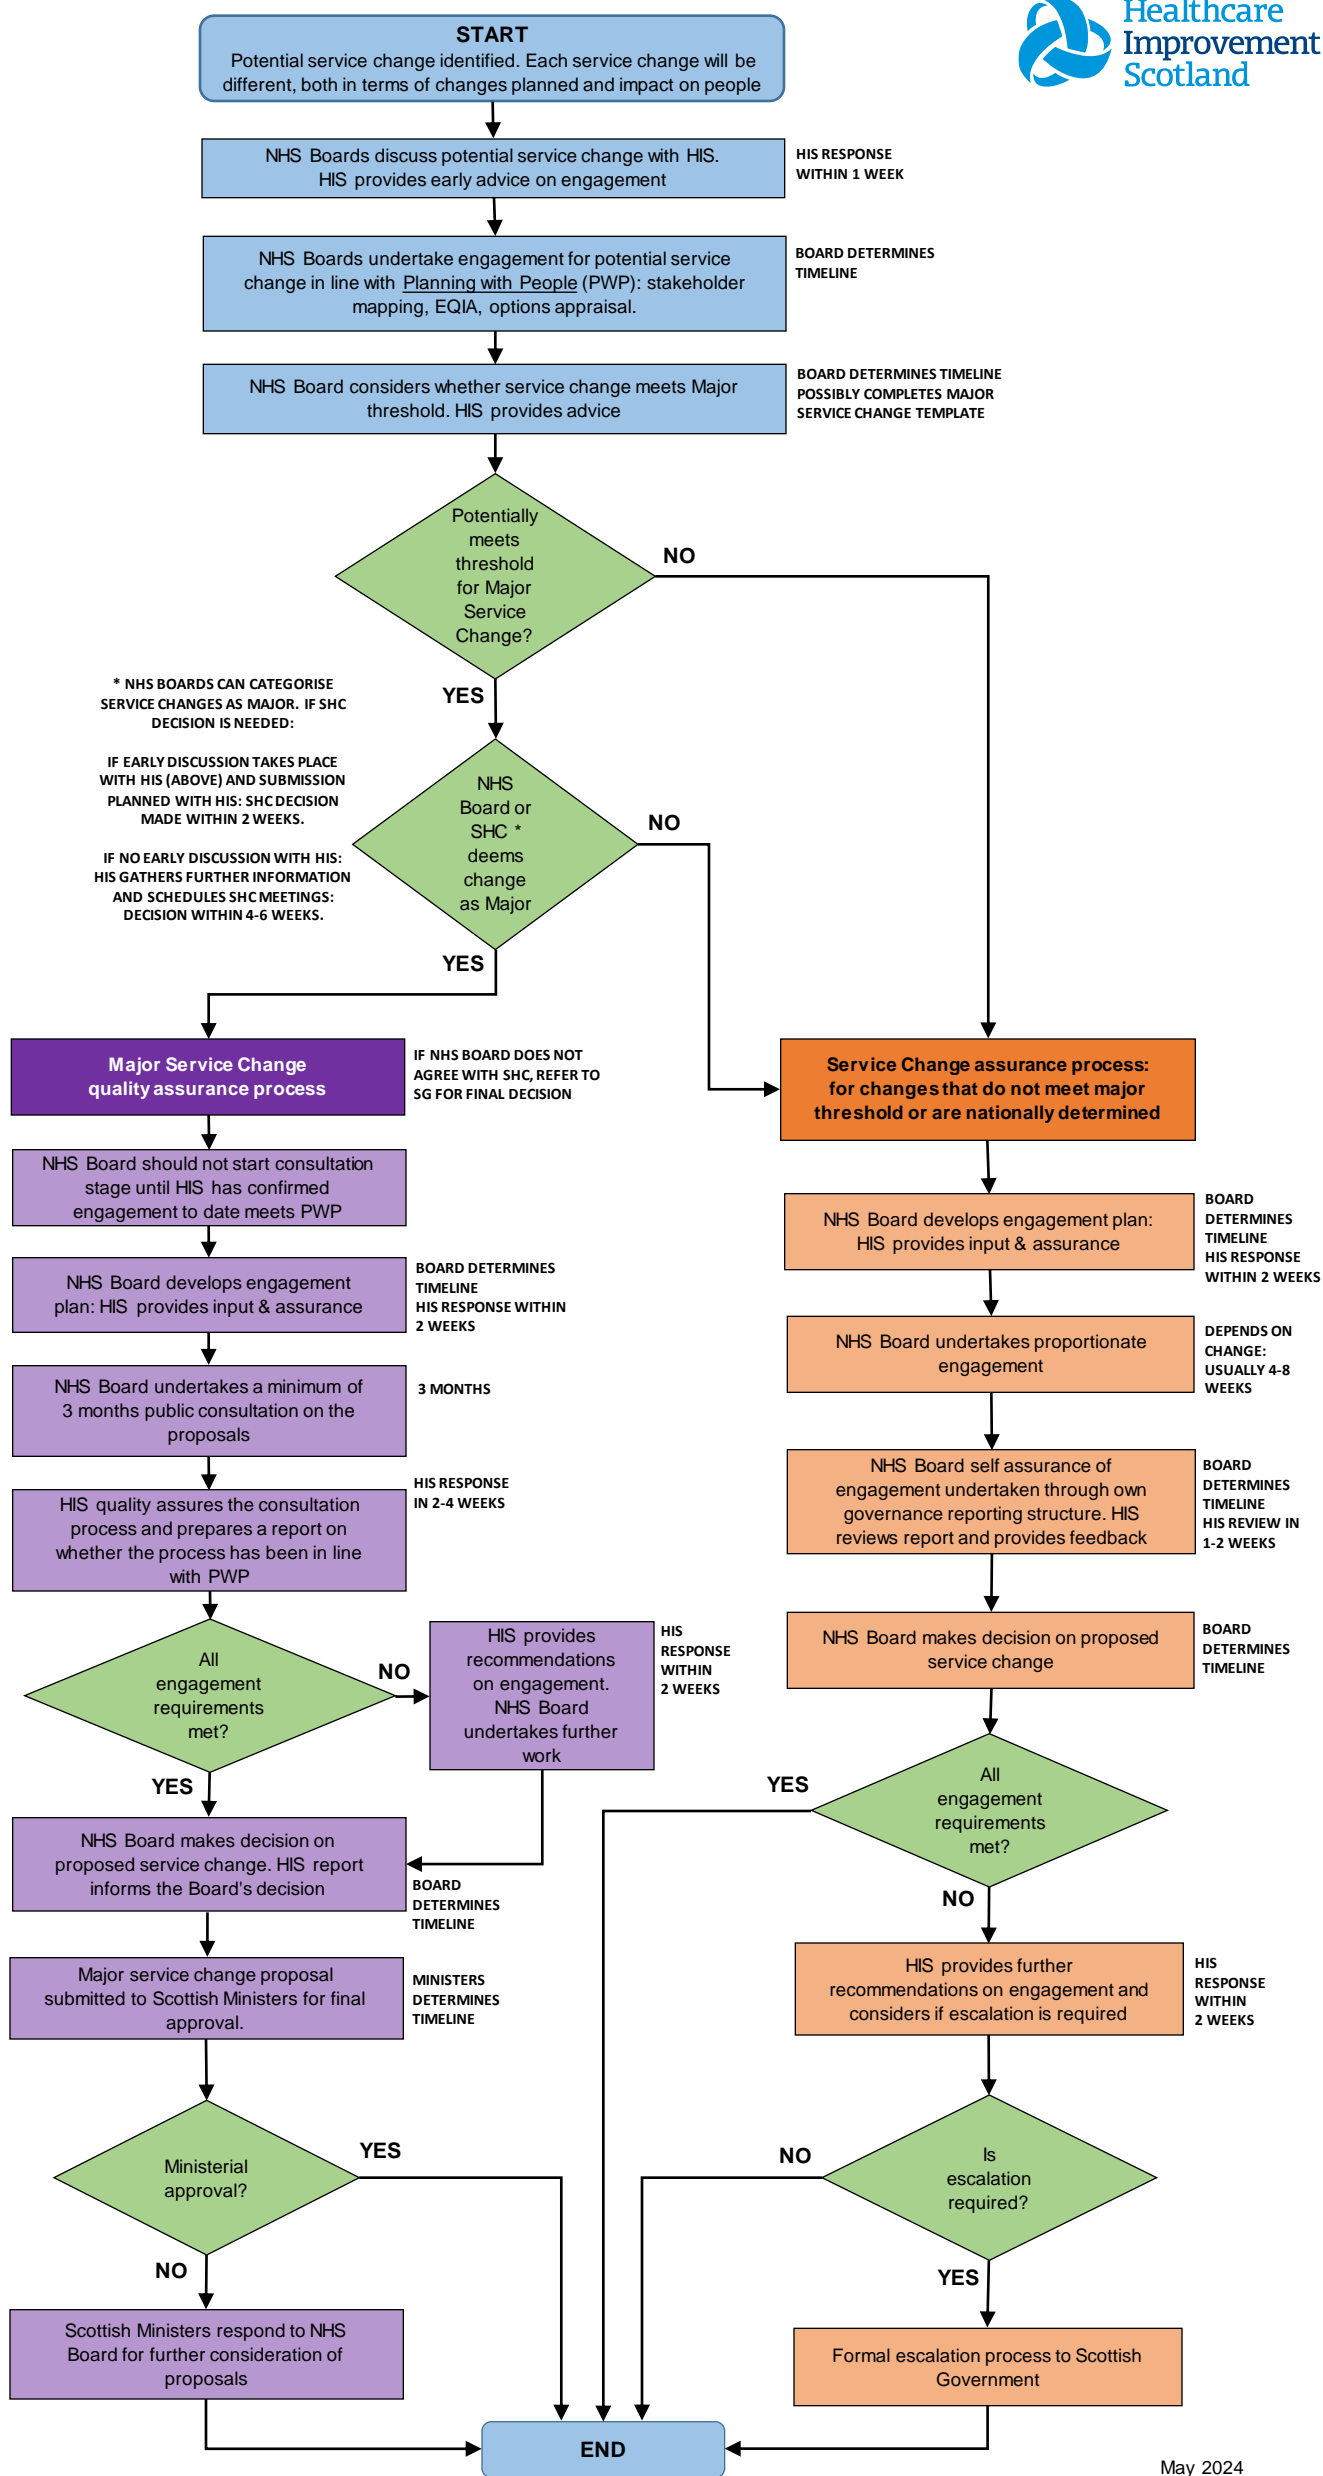 Healthcare
Improvement
Scotland
START
Potential service change identified. Each service change will be
different, both in terms of changes planned and impact on people
NHS Boards discuss potential service change with HIS.
HIS provides early advice on engagement
HIS RESPONSE
WITHIN 1 WEEK
NHS Boards undertake engagement for potential service
change in line with Planning with People (PWP): stakeholder
mapping, EQIA, options appraisal.
BOARD DETERMINES
TIMELINE
NHS Board considers whether service change meets Major
threshold. HIS provides advice
BOARD DETERMINES TIMELINE
POSSIBLY COMPLETES MAJOR
SERVICE CHANGE TEMPLATE
Potentially
meets
threshold
for Major
Service
Change?
NO
YES
* NHS BOARDS CAN CATEGORISE
SERVICE CHANGES AS MAJOR. IF SHC
DECISION IS NEEDED:
IF EARLY DISCUSSION TAKES PLACE
WITH HIS (ABOVE) AND SUBMISSION
PLANNED WITH HIS: SHC DECISION
MADE WITHIN 2 WEEKS.
IF NO EARLY DISCUSSION WITH HIS:
HIS GATHERS FURTHER INFORMATION
AND SCHEDULES SHC MEETINGS:
DECISION WITHIN 4-6 WEEKS.
NHS
Board or
SHC *
deems
change
as Major
NO
YES
Major Service Change
quality assurance process
IF NHS BOARD DOES NOT
AGREE WITH SHC, REFER TO
SG FOR FINAL DECISION
NHS Board should not start consultation
stage until HIS has confirmed
engagement to date meets PWP
NHS Board develops engagement
plan: HIS provides input & assurance
BOARD DETERMINES
TIMELINE
HIS RESPONSE WITHIN
2 WEEKS
NHS Board undertakes a minimum of
3 months public consultation on the
proposals
3 MONTHS
HIS quality assures the consultation
process and prepares a report on
whether the process has been in line
with PWP
HIS RESPONSE
IN 2-4 WEEKS
All
engagement
requirements
met?
NO
HIS provides
recommendations
on engagement.
NHS Board
undertakes further
work
HIS
RESPONSE
WITHIN
2 WEEKS
YES
NHS Board makes decision on
proposed service change. HIS report
informs the Board's decision
BOARD
DETERMINES
TIMELINE
Major service change proposal
submitted to Scottish Ministers for final
approval.
MINISTERS
DETERMINES
TIMELINE
Ministerial
approval?
YES
NO
Scottish Ministers respond to NHS
Board for further consideration of
proposals
Service Change assurance process:
for changes that do not meet major
threshold or are nationally determined
NHS Board develops engagement plan:
HIS provides input & assurance
BOARD
DETERMINES
TIMELINE
HIS RESPONSE
WITHIN 2 WEEKS
NHS Board undertakes proportionate
engagement
DEPENDS ON
CHANGE:
USUALLY 4-8
WEEKS
NHS Board self assurance of
engagement undertaken through own
governance reporting structure. HIS
reviews report and provides feedback
BOARD
DETERMINES
TIMELINE
HIS REVIEW IN
1-2 WEEKS
NHS Board makes decision on proposed
service change
BOARD
DETERMINES
TIMELINE
All
engagement
requirements
met?
YES
NO
HIS provides further
recommendations on engagement and
considers if escalation is required
HIS
RESPONSE
WITHIN
2 WEEKS
Is
escalation
required?
NO
YES
Formal escalation process to Scottish
Government
END
May 2024